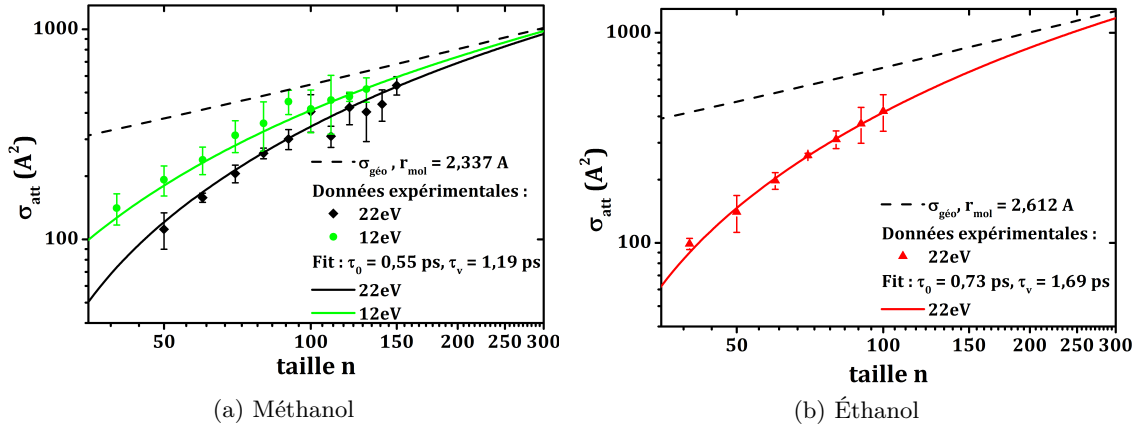 1000
100
σatt (A²)
σgéo , rmol = 2,337 A
Données expérimentales :
22eV
12eV
Fit : τ0 = 0,55 ps, τv = 1,19 ps
22eV
12eV
50
100
150
200
250
300
taille n
(a) Méthanol
1000
100
σatt (A²)
σgéo, rmol = 2,612 A
Données expérimentales :
22eV
Fit : τ0 = 0,73 ps, τv = 1,69 ps
22eV
50
100
150
200
250
300
taille n
(b) Éthanol